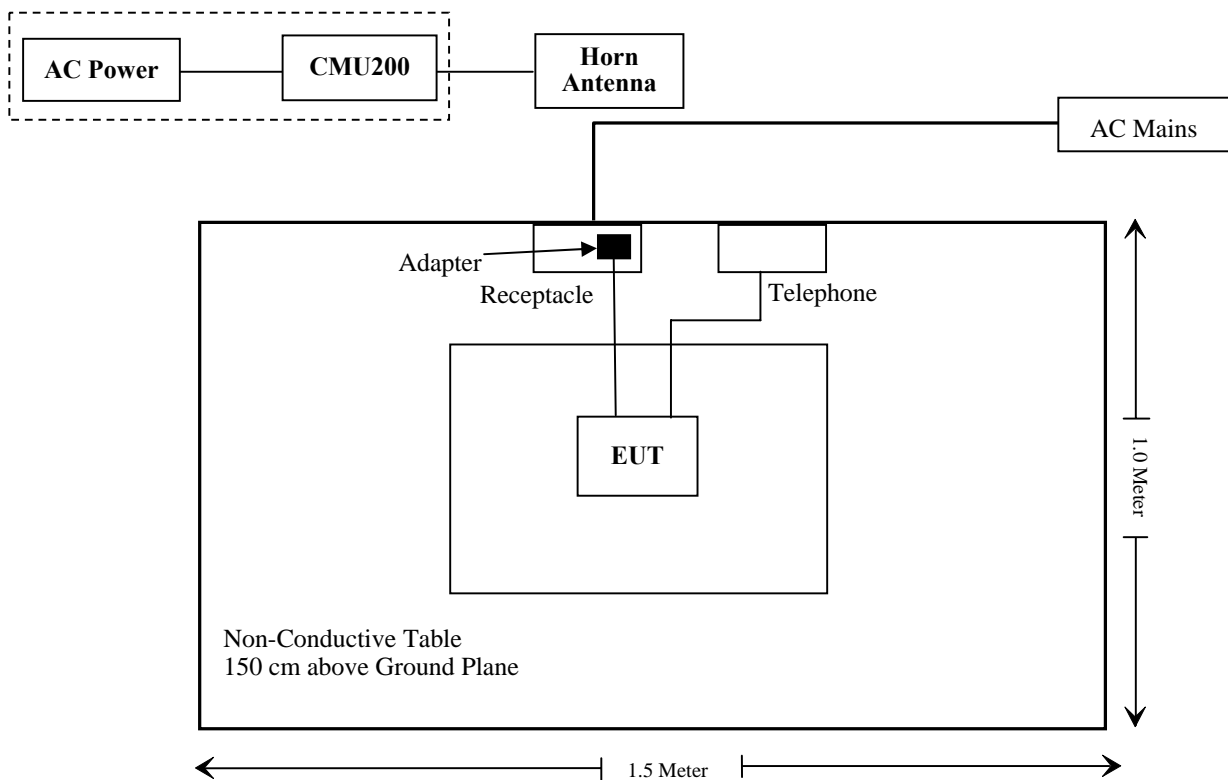 AC Power
CMU200
Horn
Antenna
AC Mains
Adapter
Receptacle
Telephone
EUT
1.0 Meter
Non-Conductive Table
150 cm above Ground Plane
1.5 Meter